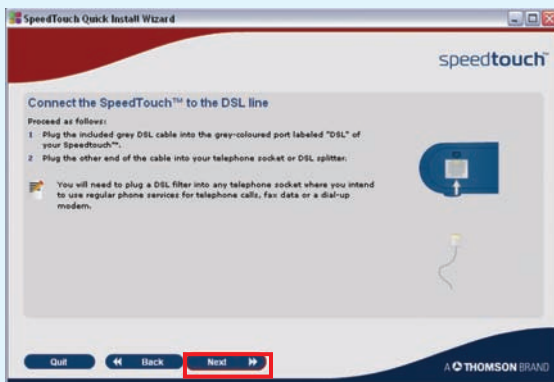 SpeedTouch Quick Install Wizard
speedtouch™
Connect the SpeedTouch™ to the DSL line
Proceed as follows:
1 Plug the included grey DSL cable into the grey-coloured port labeled "DSL" of
your Speedtouch™.
2 Plug the other end of the cable into your telephone socket or DSL splitter.
You will need to plug a DSL filter into any telephone socket where you intend
to use regular phone services for telephone calls, fax data or a dial-up
modem.
Quit Back Next
A THOMSON BRAND